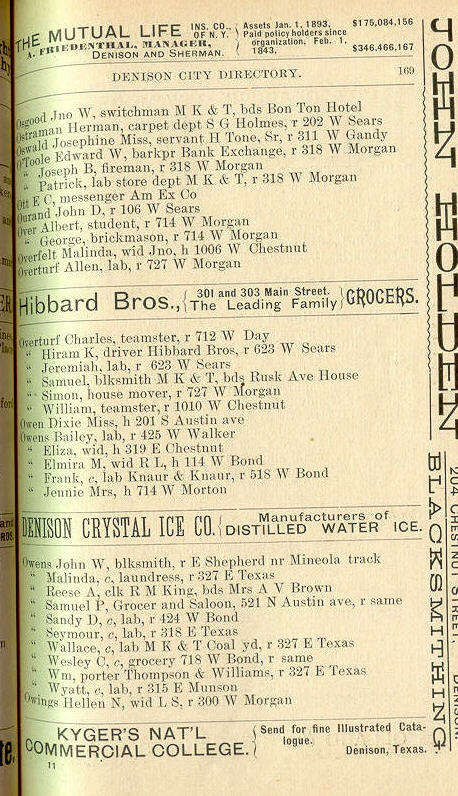 THE MUTUAL LIFE INS. CO., OF N.Y. Assets Jan. 1, 1893, $175,084,156
A. FRIEDENTHAL, MANAGER, Paid policy holders since
DENISON AND SHERMAN. organization, Feb. 1, 1843, $346,466,167
DENISON CITY DIRECTORY. 169
Osgood Jno W, switchman M K & T, bds Bon Ton Hotel
Ostraman Herman, carpet dept S G Holmes, r 202 W Sears
Oswald Josephine Miss, servant H Tone, Sr, r 311 W Gandy
O'Toole Edward W, barkpr Bank Exchange, r 318 W Morgan
" Joseph B, fireman, r 318 W Morgan
" Patrick, lab store dept M K & T, r 318 W Morgan
Ott E C, messenger Am Ex Co
Ourand John D, r 106 W Sears
Over Albert, student, r 714 W Morgan
" George, brickmason, r 714 W Morgan
Overfelt Malinda, wid Jno, h 1006 W Chestnut
Overturf Allen, lab, r 727 W Morgan
Hibbard Bros., 301 and 303 Main Street. The Leading Family GROCERS.
Overturf Charles, teamster, r 712 W Day
" Hiram K, driver Hibbard Bros, r 623 W Sears
" Jeremiah, lab, r 623 W Sears
" Samuel, blksmith M K & T, bds Rusk Ave House
" Simon, house mover, r 727 W Morgan
" William, teamster, r 1010 W Chestnut
Owen Dixie Miss, h 201 S Austin ave
Owens Bailey, lab, r 425 W Walker
" Eliza, wid, h 319 E Chestnut
" Elmira M, wid R L, h 114 W Bond
" Frank, c, lab Knaur & Knaur, r 518 W Bond
" Jennie Mrs, h 714 W Morton
DENISON CRYSTAL ICE CO. Manufacturers of DISTILLED WATER ICE.
Owens John W, blksmith, r E Shepherd nr Mineola track
" Malinda, c, laundress, r 327 E Texas
" Reese A, clk R M King, bds Mrs A V Brown
" Samuel P, Grocer and Saloon, 521 N Austin ave, r same
" Sandy D, c, lab, r 424 W Bond
" Seymour, c, lab, r 318 E Texas
" Wallace, c, lab M K & T Coal yd, r 327 E Texas
" Wesley C, c, grocery 718 W Bond, r same
" Wm, porter Thompson & Williams, r 327 E Texas
" Wyatt, c, lab, r 315 E Munson
Owings Hellen N, wid L S, r 300 W Morgan
KYGER'S NAT'L Send for fine Illustrated Cata-
COMMERCIAL COLLEGE. logue. Denison, Texas.
11
JOHN HOLDEN
BLACKSMITHING
204 CHESTNUT STREET, DENISON